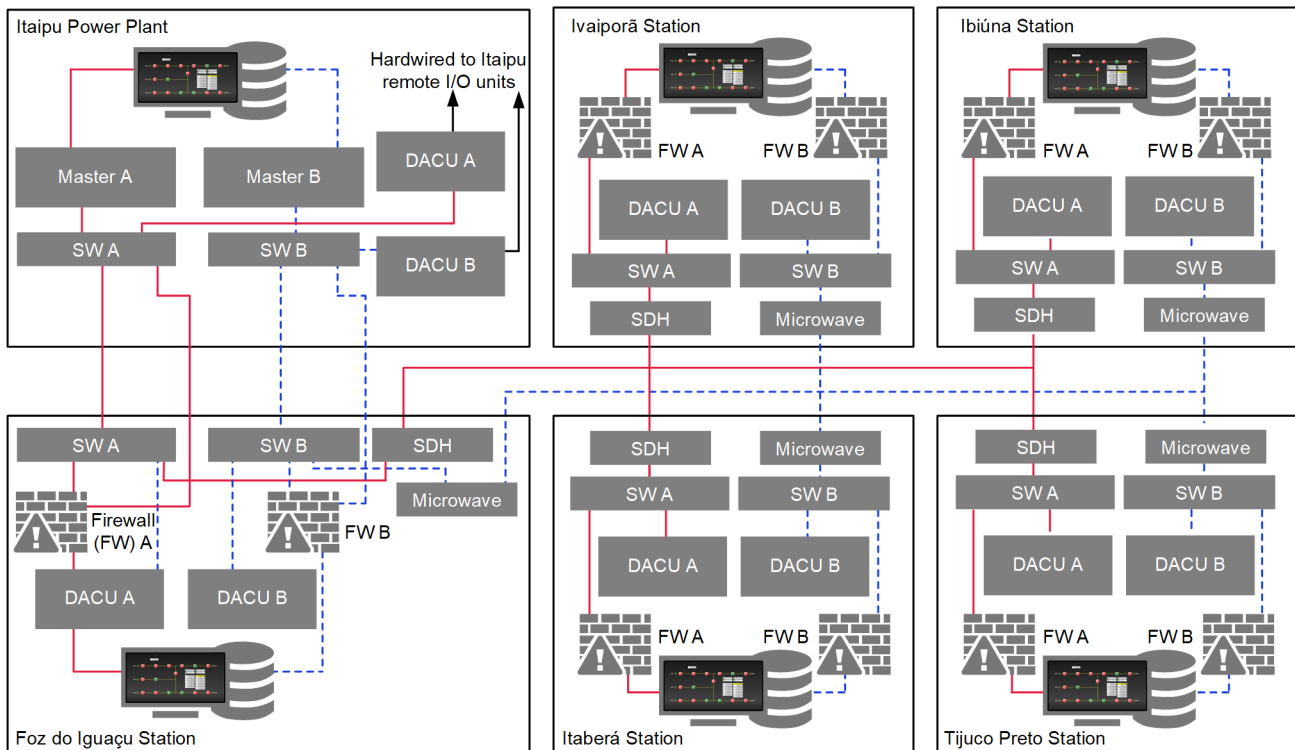 Itaipu Power Plant
Hardwired to Itaipu
remote I/O units
Master A
Master B
DACU A
SW A
SW B
DACU B
Ivaiporã Station
FW A
FW B
DACU A
DACU B
SW A
SW B
SDH
Microwave
Ibiúna Station
FW A
FW B
DACU A
DACU B
SW A
SW B
SDH
Microwave
SW A
SW B
SDH
Microwave
Firewall
(FW) A
FW B
DACU A
DACU B
Foz do Iguaçu Station
SDH
Microwave
SW A
SW B
DACU A
DACU B
FW A
FW B
Itaberá Station
SDH
Microwave
SW A
SW B
DACU A
DACU B
FW A
FW B
Tijuco Preto Station